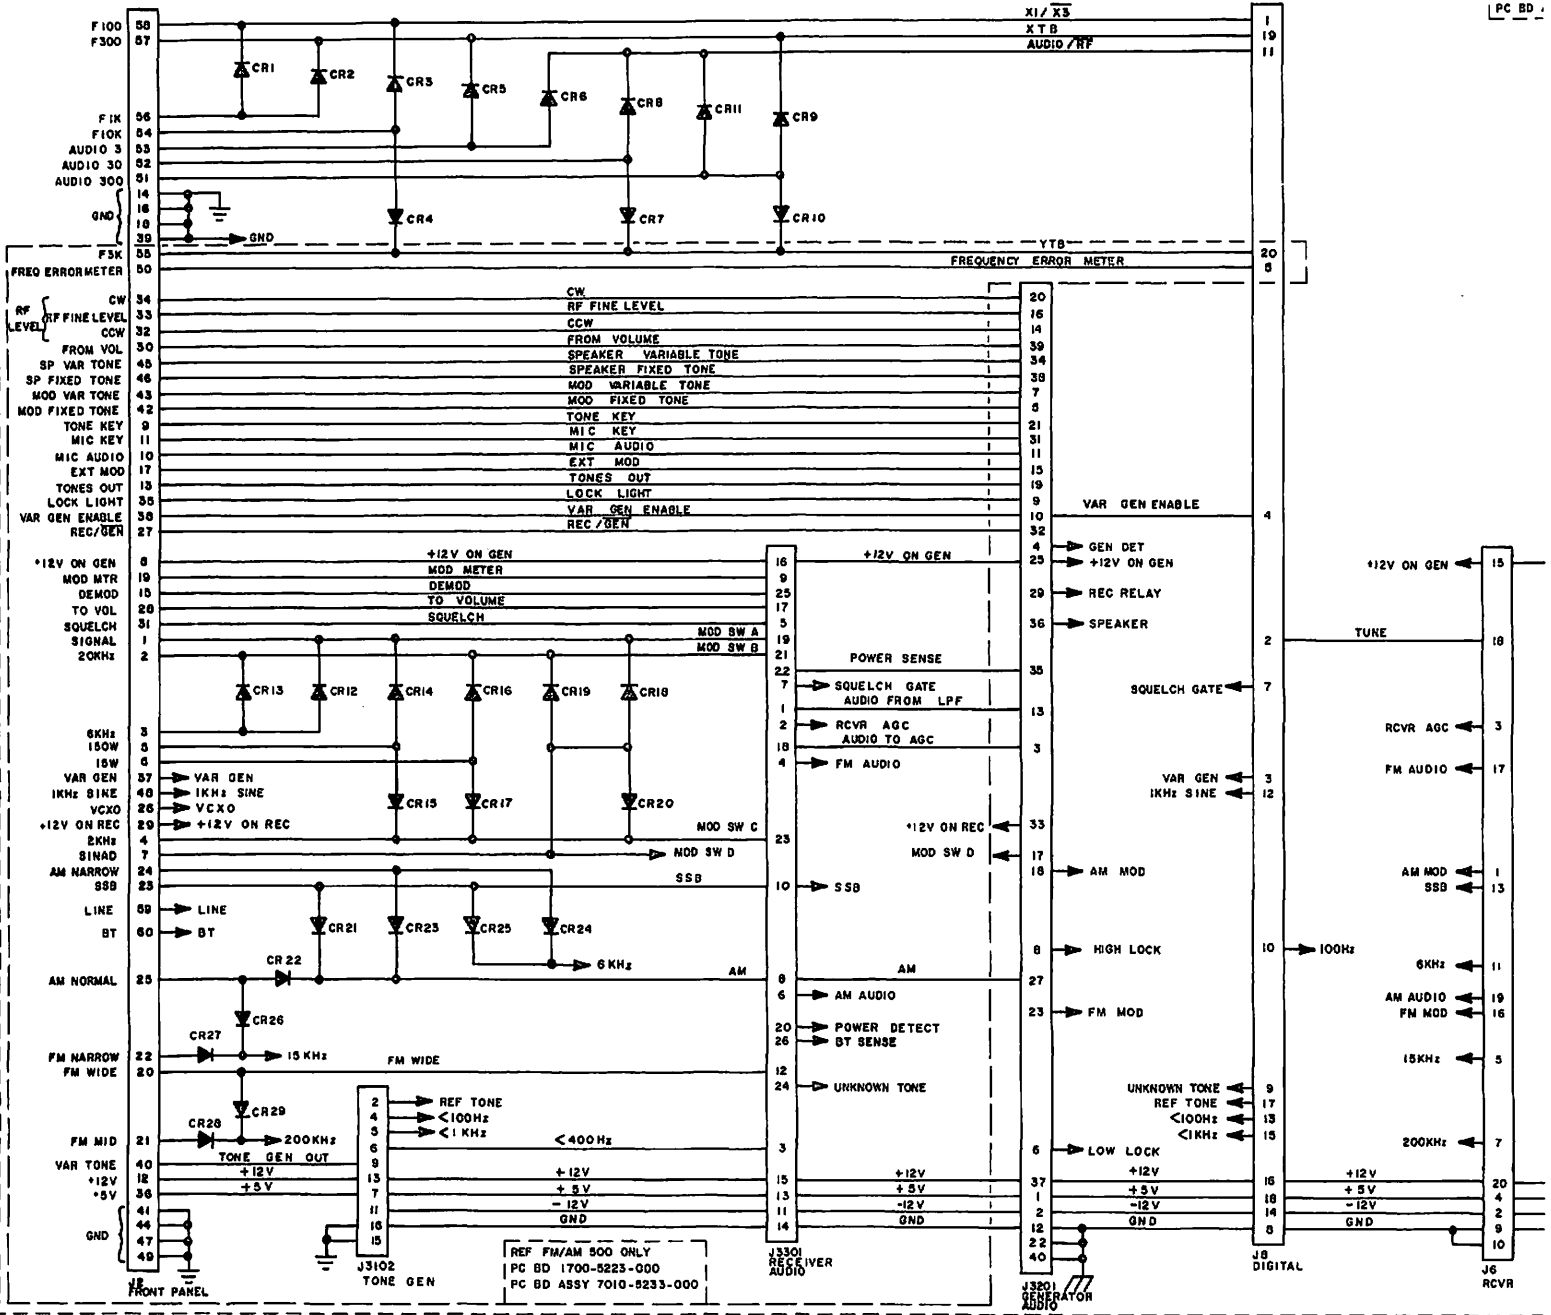 X1/X3
XTB
AUDIO/RF
PC BD
F100 58
F300 57
F1K 56
F10K 54
AUDIO 3 53
AUDIO 30 52
AUDIO 300 51
GND
14
16
18
39 GND
1
19
11
CR1
CR2
CR3
CR5
CR6
CR8
CR11
CR9
CR4
CR7
CR10
F3K 55 YTB 20
FREQ ERRORMETER 50 FREQUENCY ERROR METER 5
RF LEVEL
CW 34 CW 20
RF FINE LEVEL 33 RF FINE LEVEL 16
CCW 32 CCW 14
FROM VOL 30 FROM VOLUME 39
SP VAR TONE 45 SPEAKER VARIABLE TONE 34
SP FIXED TONE 46 SPEAKER FIXED TONE 38
MOD VAR TONE 43 MOD VARIABLE TONE 7
MOD FIXED TONE 42 MOD FIXED TONE 5
TONE KEY 9 TONE KEY 21
MIC KEY 11 MIC KEY 31
MIC AUDIO 10 MIC AUDIO 11
EXT MOD 17 EXT MOD 15
TONES OUT 13 TONES OUT 19
LOCK LIGHT 35 LOCK LIGHT 9
VAR GEN ENABLE 38 VAR GEN ENABLE 10 VAR GEN ENABLE 4
REC/GEN 27 REC/GEN 32
4 GEN DET
+12V ON GEN 8 +12V ON GEN 16 +12V ON GEN 25 +12V ON GEN
+12V ON GEN 15
MOD MTR 19 MOD METER 9
DEMOD 15 DEMOD 25
29 REC RELAY
TO VOL 28 TO VOLUME 17
SQUELCH 31 SQUELCH 5
36 SPEAKER
SIGNAL 1 MOD SW A 19
2 TUNE 18
20KHz 2 MOD SW B 21
22 POWER SENSE 35
7 SQUELCH GATE
SQUELCH GATE 7
CR13
CR12
CR14
CR16
CR19
CR18
1 AUDIO FROM LPF 13
2 RCVR AGC
RCVR AGC 3
6KHz 3
150W 5
18 AUDIO TO AGC 3
15W 6
4 FM AUDIO
FM AUDIO 17
VAR GEN 37 VAR GEN
VAR GEN 3
1KHz SINE 48 1KHz SINE
1KHz SINE 12
VCXO 26 VCXO
CR15
CR17
CR20
+12V ON REC 29 +12V ON REC
+12V ON REC 33
2KHz 4 MOD SW C 23
SINAD 7 MOD SW D
MOD SW D 17
AM NARROW 24
18 AM MOD
AM MOD 1
SSB 23 SSB 10 SSB
SSB 13
LINE 59 LINE
BT 60 BT
CR21
CR23
CR25
CR24
8 HIGH LOCK
10 100Hz
6KHz
6KHz 11
CR 22
AM NORMAL 25 AM 8 AM 27
6 AM AUDIO
AM AUDIO 19
23 FM MOD
FM MOD 16
CR26
CR27
20 POWER DETECT
26 BT SENSE
FM NARROW 22 15KHz
15KHz 5
FM WIDE 20 FM WIDE 12
24 UNKNOWN TONE
UNKNOWN TONE 9
2 REF TONE
REF TONE 17
4 <100Hz
<100Hz 13
5 <1KHz
<1KHz 15
CR29
CR28
FM MID 21 200KHz
200KHz 7
6 <400Hz 3
6 LOW LOCK
VAR TONE 40 TONE GEN OUT 9
+12V 12 +12V 13 +12V 15 +12V 37 +12V 16 +12V 20
+5V 36 +5V 7 +5V 13 +5V 1 +5V 18 +5V 4
11 -12V 11 -12V 2 -12V 14 -12V 2
16 GND 14 GND 12 GND 8 GND 9
15
22
40
10
GND
41
44
47
49
REF FM/AM 500 ONLY
PC BD 1700-5223-000
PC BD ASSY 7010-5233-000
J2
FRONT PANEL
J3102
TONE GEN
J3301
RECEIVER
AUDIO
J3201
GENERATOR
AUDIO
J8
DIGITAL
J6
RCVR